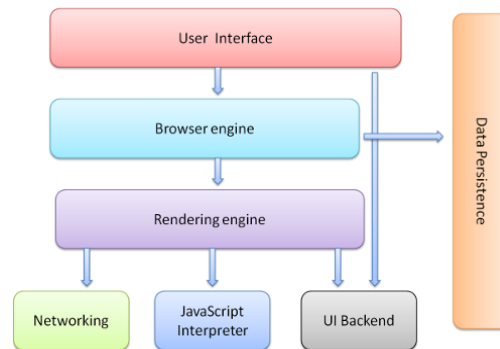 User Interface
Browser engine
Data Persistence
Rendering engine
Networking
JavaScript
Interpreter
UI Backend